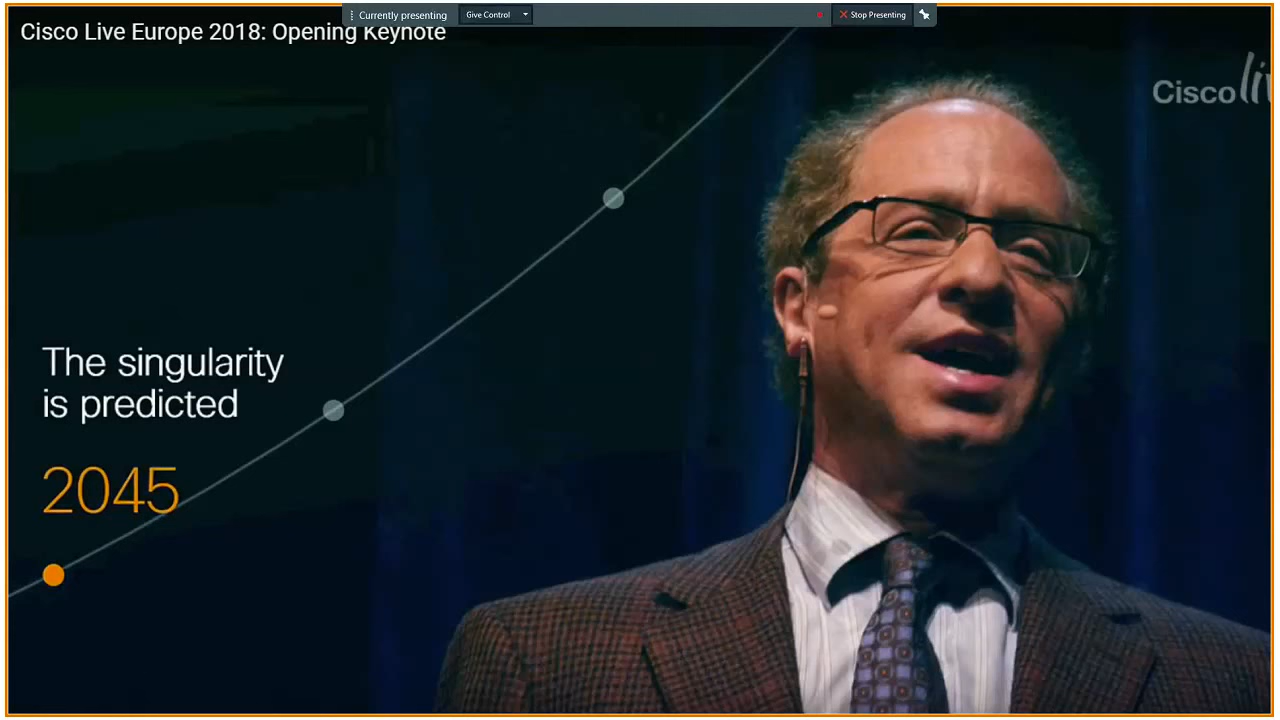 Currently presenting
Give Control
Stop Presenting
Cisco Live Europe 2018: Opening Keynote
Cisco
The singularity
is predicted
2045